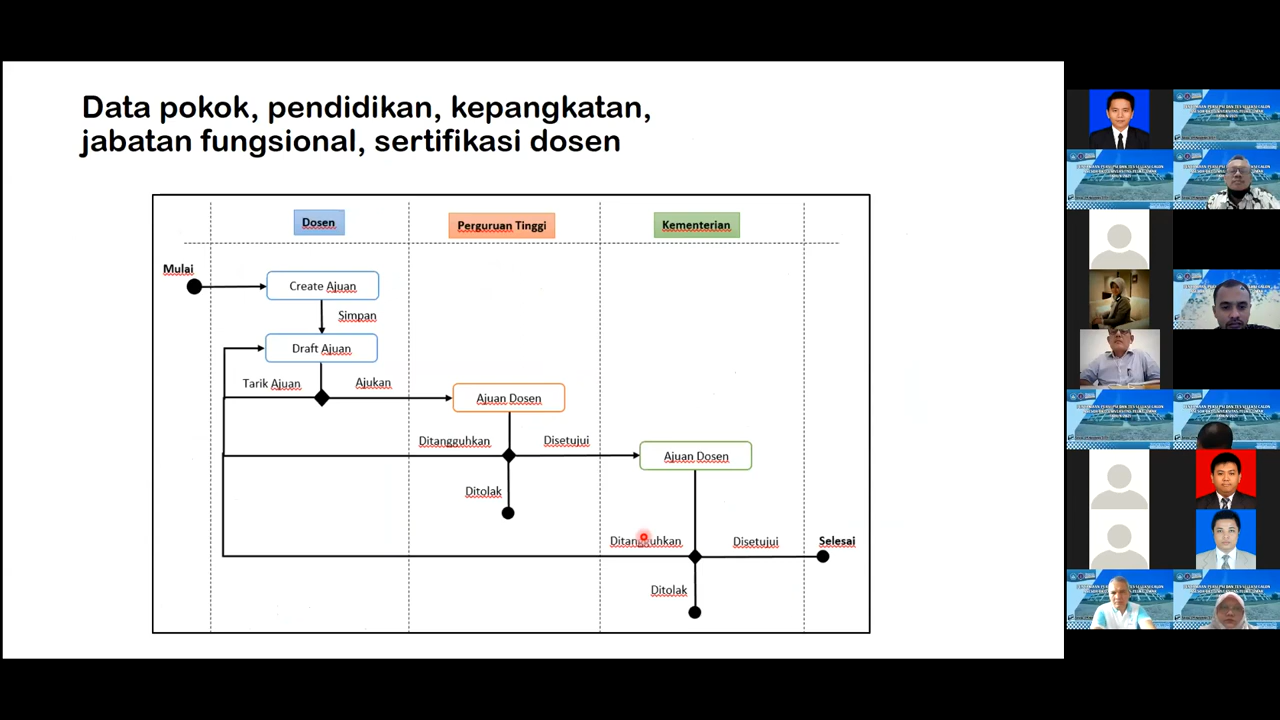 Data pokok, pendidikan, kepangkatan,
jabatan fungsional, sertifikasi dosen
Dosen
Perguruan Tinggi
Kementerian
Mulai
Create Ajuan
Simpan
Draft Ajuan
Tarik Ajuan
Ajukan
Ajuan Dosen
Ditangguhkan
Disetujui
Ajuan Dosen
Ditolak
Ditangguhkan
Disetujui
Selesai
Ditolak